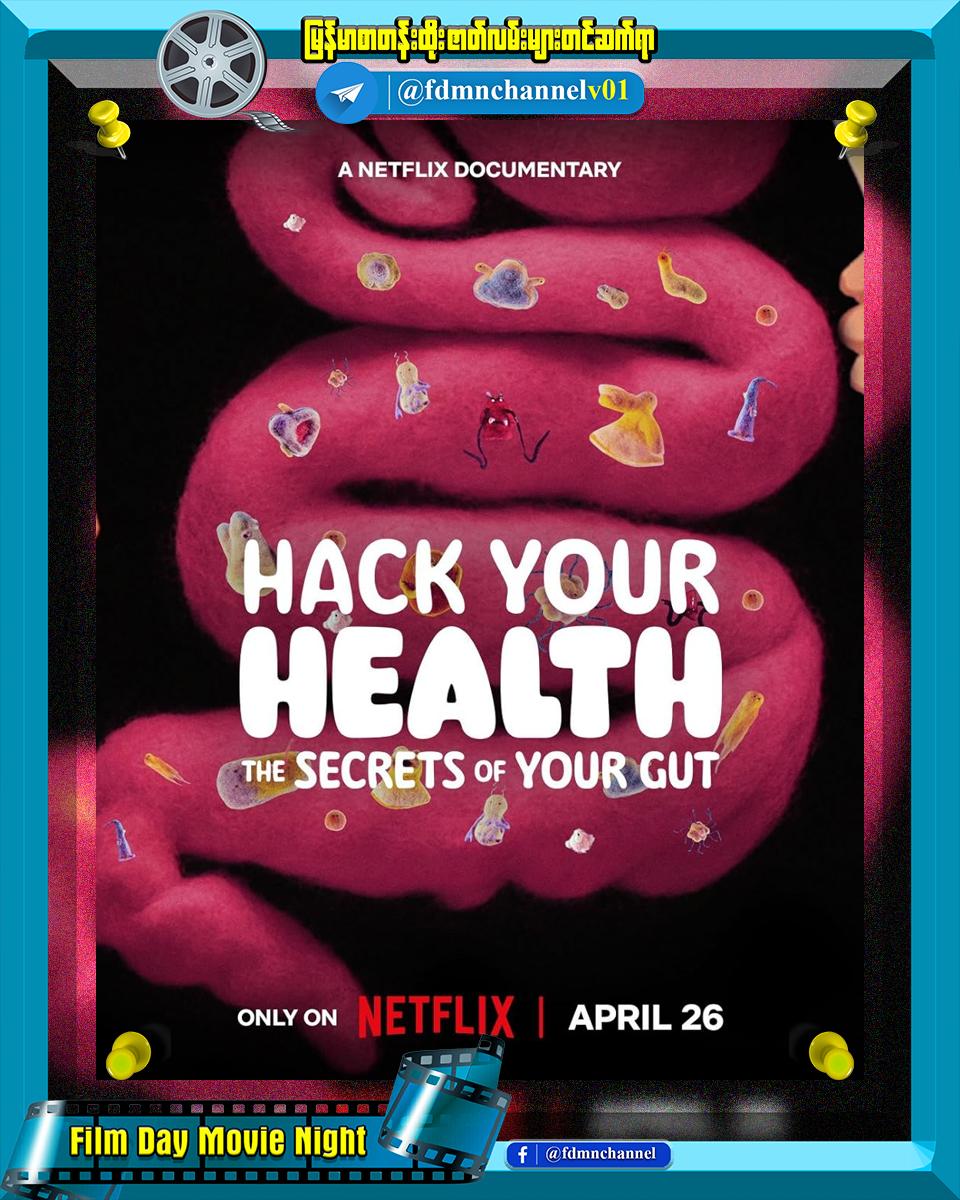 မြန်မာစာတန်းထိုးဇာတ်လမ်းများတင်ဆက်ရာ
@fdmnchannelv01
A NETFLIX DOCUMENTARY
HACK YOUR
HEALTH
THE SECRETS OF YOUR GUT
ONLY ON NETFLIX | APRIL 26
Film Day Movie Night
f | @fdmnchannel